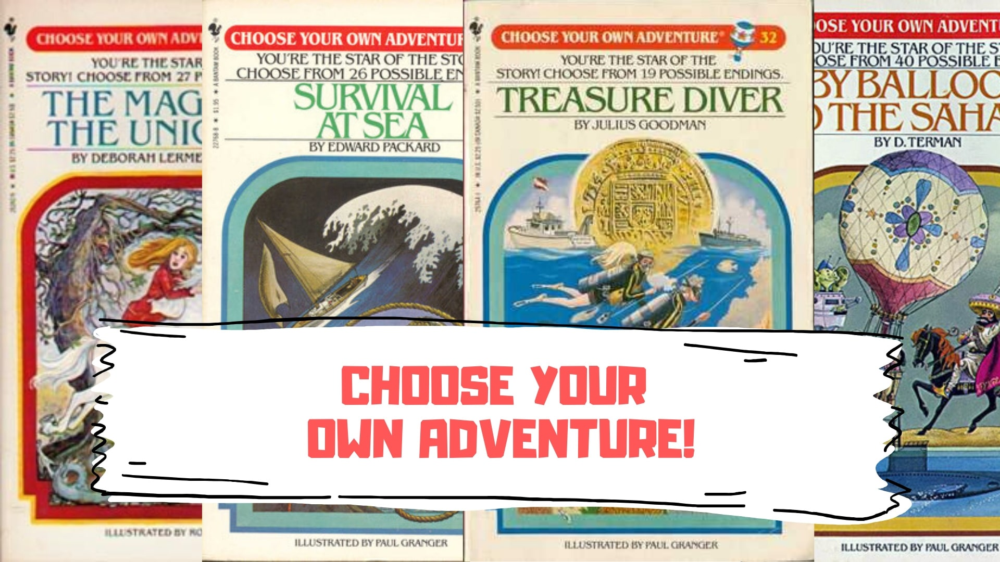 CHOOSE YOUR OWN ADV
YOU'RE THE STAR
STORY! CHOOSE FROM 27 P
THE MAG
THE UNIC
BY DEBORAH LERME
ILLUSTRATED BY RO
CHOOSE YOUR OWN ADVENTUR
YOU'RE THE STAR OF THE STO
CHOOSE FROM 26 POSSIBLE EN
SURVIVAL
AT SEA
BY EDWARD PACKARD
ILLUSTRATED BY PAUL GRANGER
CHOOSE YOUR OWN ADVENTURE® 32
YOU'RE THE STAR OF THE
STORY! CHOOSE FROM 19 POSSIBLE ENDINGS.
TREASURE DIVER
BY JULIUS GOODMAN
ILLUSTRATED BY PAUL GRANGER
OSE YOUR OWN ADVENT
OU'RE THE STAR OF THE S
OSE FROM 40 POSSIBLE E
BY BALLOO
O THE SAHA
BY D. TERMAN
ILLUSTRATED BY PAUL GRANGER
CHOOSE YOUR
OWN ADVENTURE!